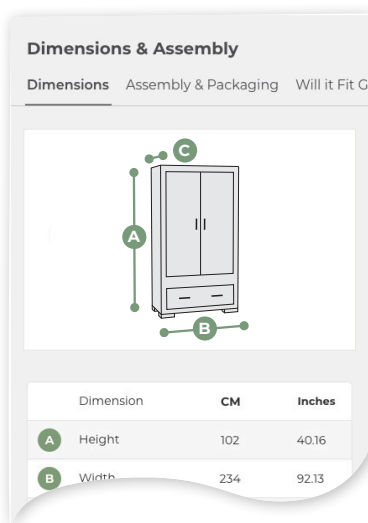 Dimensions & Assembly
Dimensions Assembly & Packaging Will it Fit G
C
A
B
Dimension CM Inches
A Height 102 40.16
B Width 234 92.13